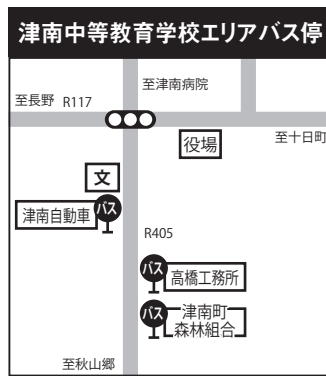 津南中等教育学校エリアバス停
至津南病院
至長野 R117
役場
至十日町
文
バス
津南自動車
R405
バス
高橋工務所
バス
津南町
森林組合
至秋山郷